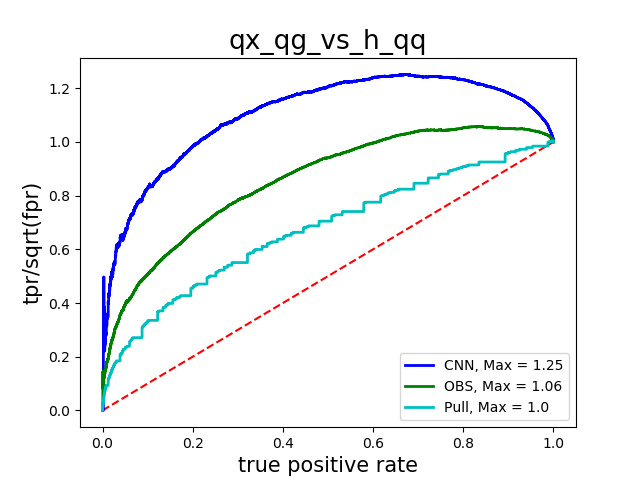 qx_qg_vs_h_qq
tpr/sqrt(fpr)
1.2
1.0
0.8
0.6
0.4
0.2
0.0
CNN, Max = 1.25
OBS, Max = 1.06
Pull, Max = 1.0
0.0 0.2 0.4 0.6 0.8 1.0
true positive rate